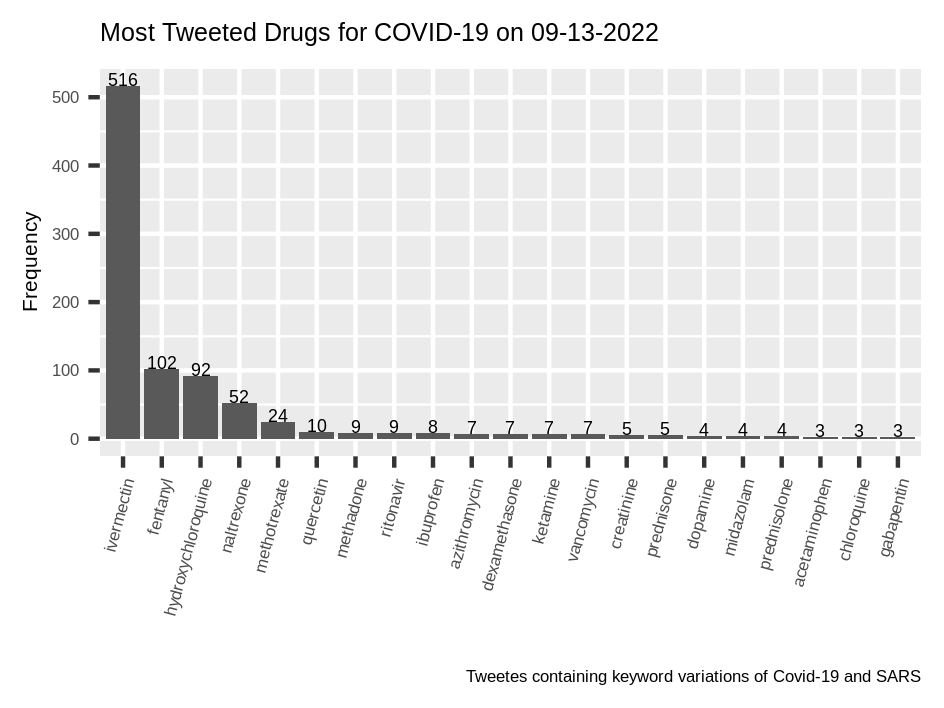 Most Tweeted Drugs for COVID-19 on 09-13-2022
Frequency
500
400
300
200
100
0
516
102
92
52
24
10
9
9
8
7
7
7
7
5
5
4
4
4
3
3
3
ivermectin
fentanyl
hydroxychloroquine
naltrexone
methotrexate
quercetin
methadone
ritonavir
ibuprofen
azithromycin
dexamethasone
ketamine
vancomycin
creatinine
prednisone
dopamine
midazolam
prednisolone
acetaminophen
chloroquine
gabapentin
Tweetes containing keyword variations of Covid-19 and SARS